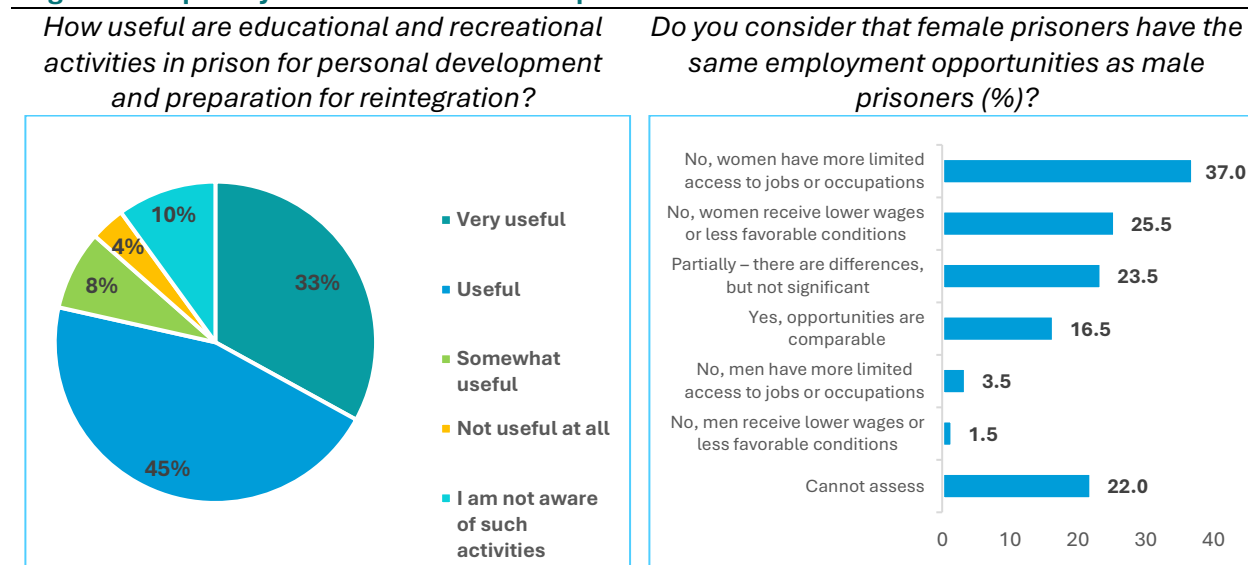 How useful are educational and recreational
activities in prison for personal development
and preparation for reintegration?
33%
45%
8%
4%
10%
Very useful
Useful
Somewhat
useful
Not useful at all
I am not aware
of such
activities
Do you consider that female prisoners have the
same employment opportunities as male
prisoners (%)?
No, women have more limited
access to jobs or occupations
37.0
No, women receive lower wages
or less favorable conditions
25.5
Partially – there are differences,
but not significant
23.5
Yes, opportunities are
comparable
16.5
No, men have more limited
access to jobs or occupations
3.5
No, men receive lower wages or
less favorable conditions
1.5
Cannot assess
22.0
0 10 20 30 40